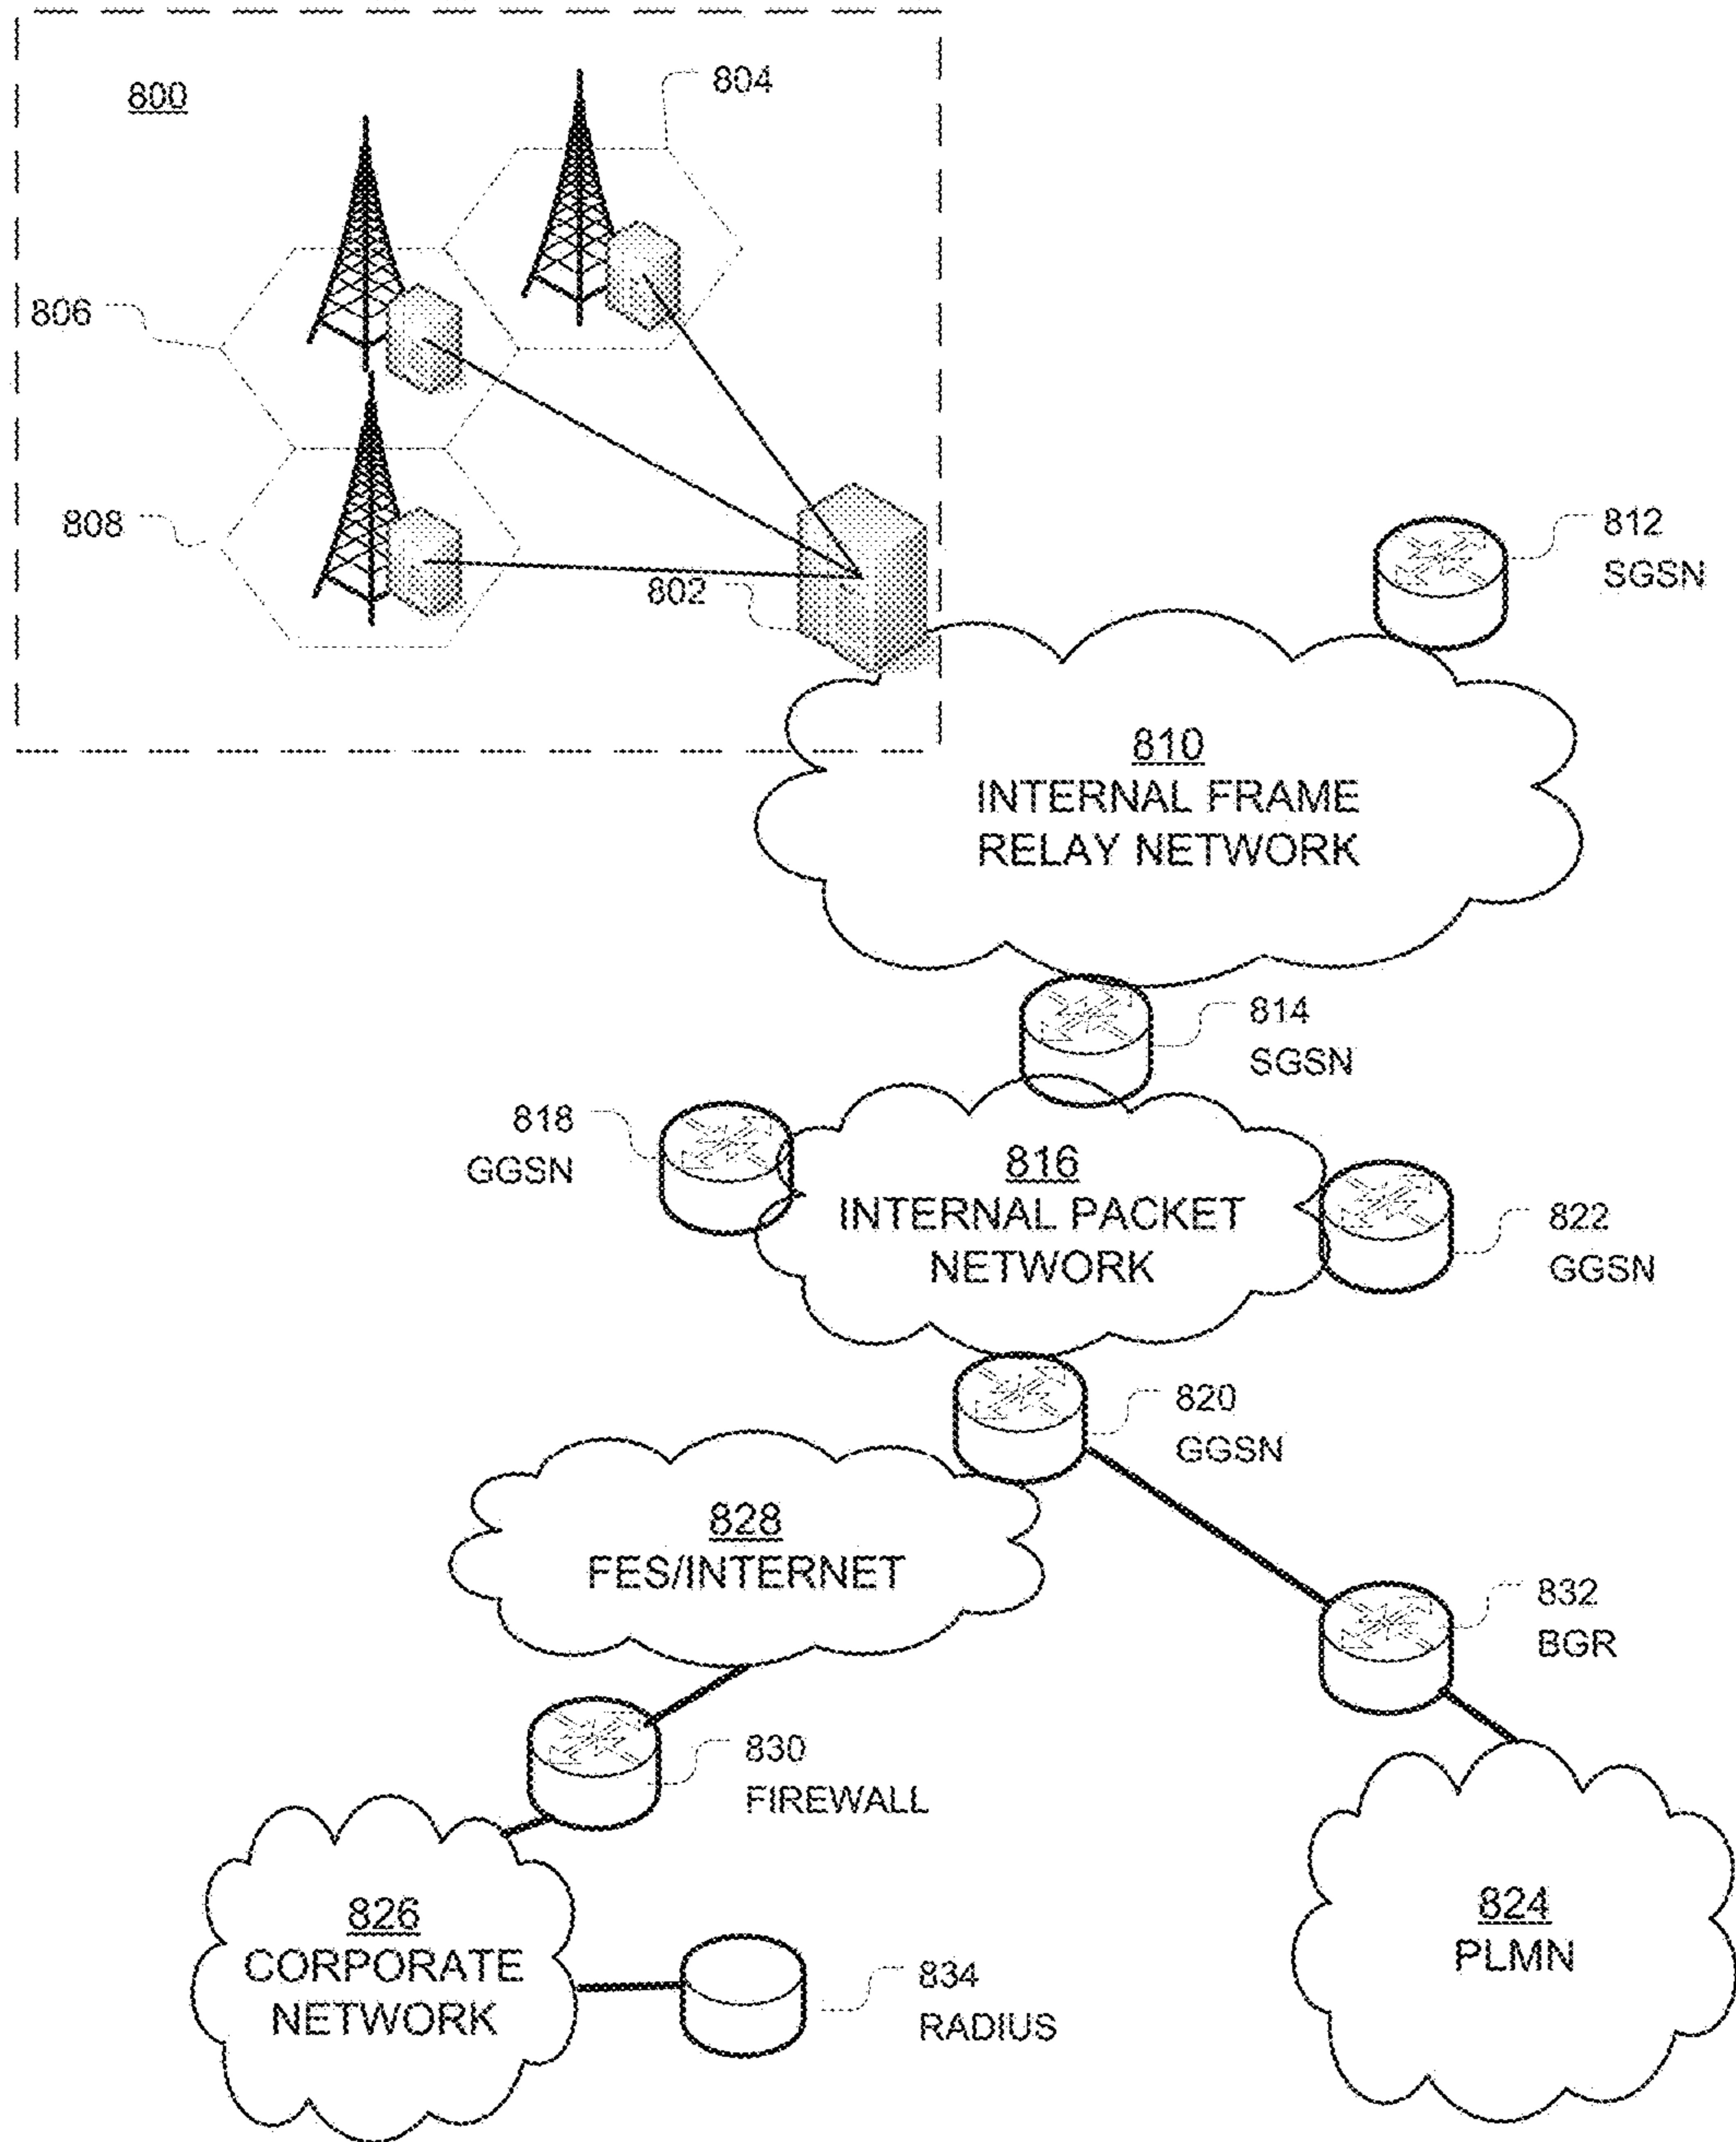 800
804
806
808
802
812
SGSN
810
INTERNAL FRAME
RELAY NETWORK
814
SGSN
818
GGSN
816
INTERNAL PACKET
NETWORK
822
GGSN
820
GGSN
828
FES/INTERNET
832
BGR
830
FIREWALL
826
CORPORATE
NETWORK
824
PLMN
834
RADIUS